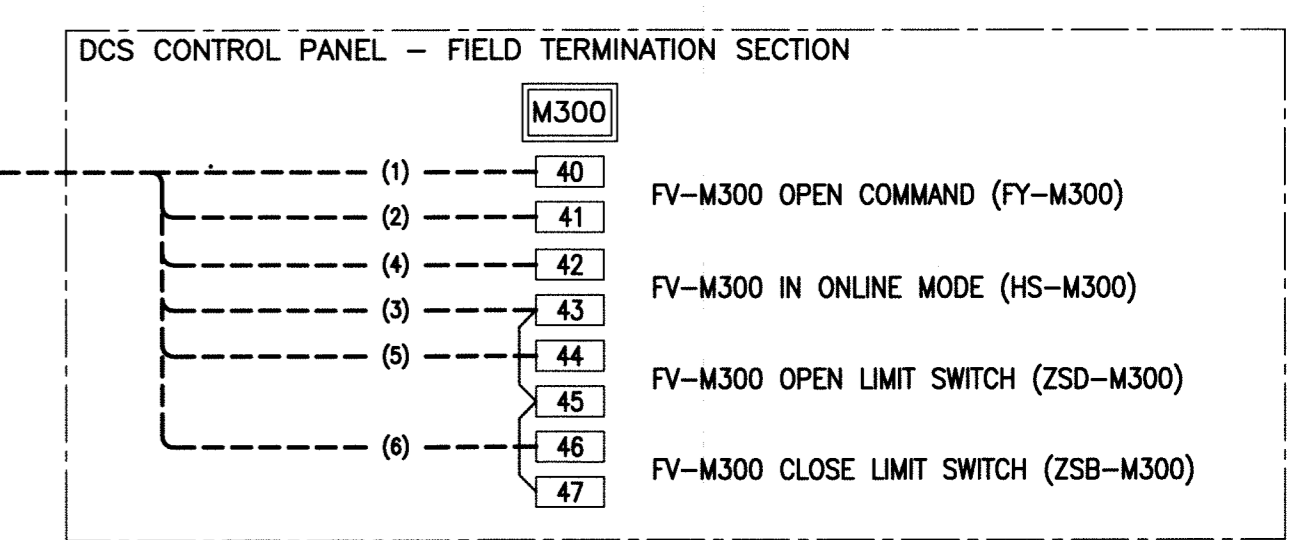 DCS CONTROL PANEL – FIELD TERMINATION SECTION
M300
(1) 40
FV–M300 OPEN COMMAND (FY–M300)
(2) 41
(4) 42
FV–M300 IN ONLINE MODE (HS–M300)
(3) 43
(5) 44
FV–M300 OPEN LIMIT SWITCH (ZSD–M300)
45
(6) 46
FV–M300 CLOSE LIMIT SWITCH (ZSB–M300)
47